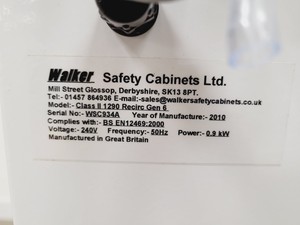 Walker Safety Cabinets Ltd.
Mill Street Glossop, Derbyshire, SK13 8PT.
Tel:- 01457 864936 E-mail:-sales@walkersafetycabinets.co.uk
Model:- Class II 1290 Recirc Gen 6
Serial No:- WSC934A Year of Manufacture:- 2010
Complies with:- BS EN12469:2000
Voltage:- 240V Frequency:- 50Hz Power:- 0.9 kW
Manufactured in Great Britain